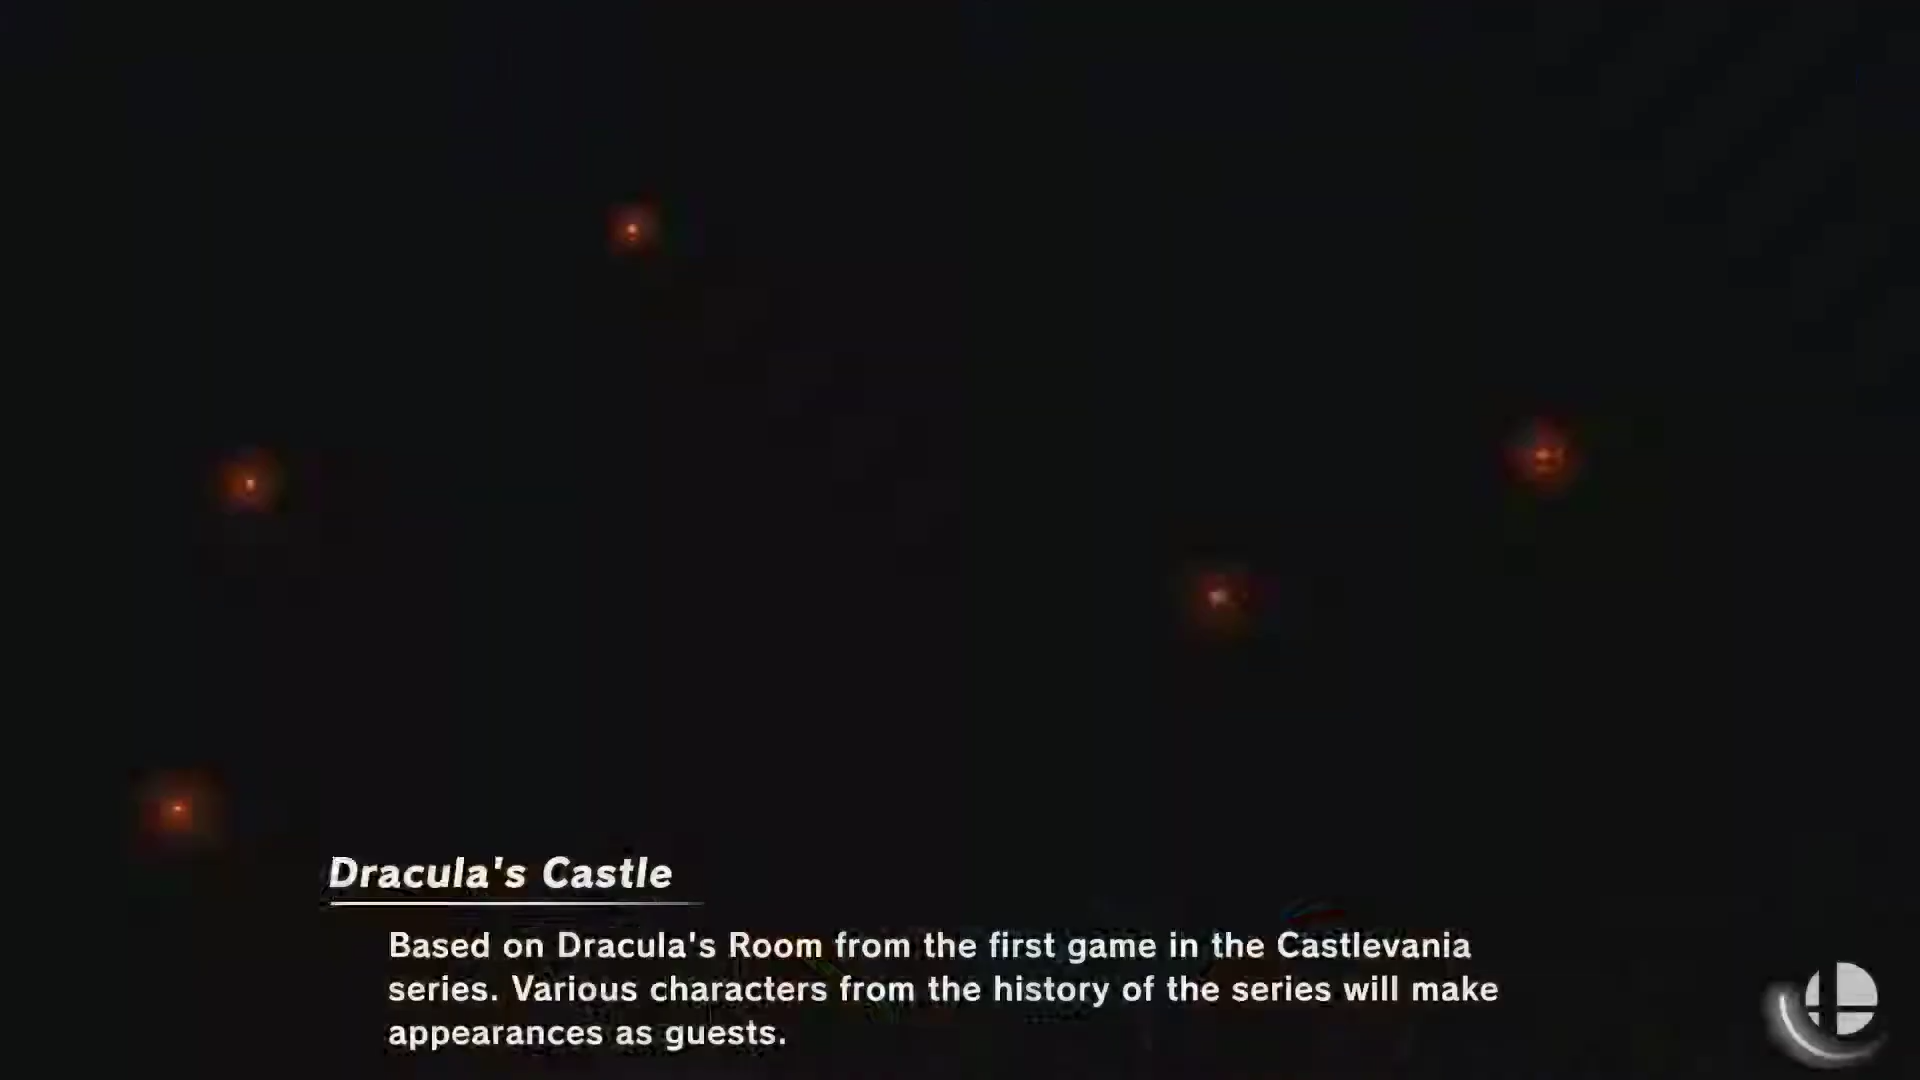 Dracula's Castle
Based on Dracula's Room from the first game in the Castlevania
series. Various characters from the history of the series will make
appearances as guests.